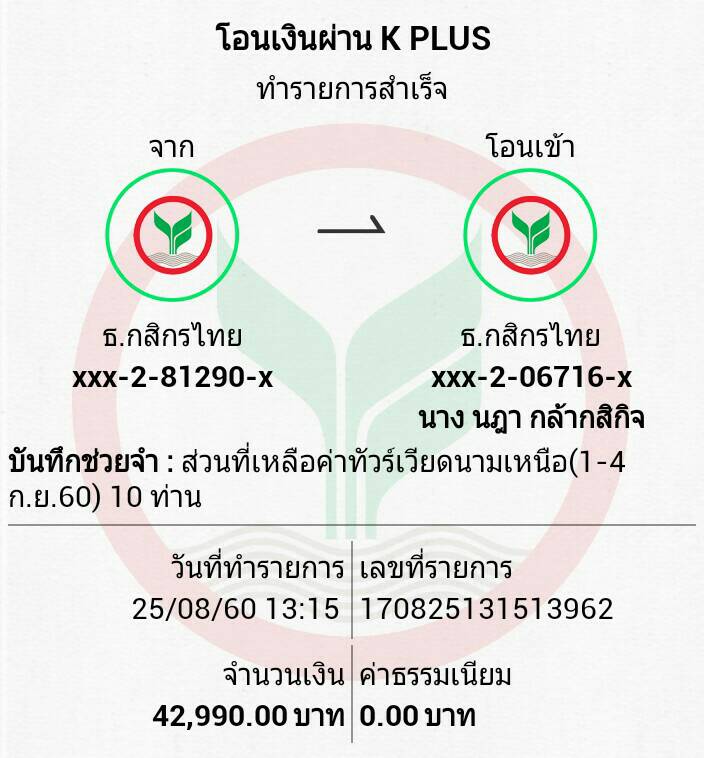 โอนเงินผ่าน K PLUS
ทำรายการสำเร็จ
จาก
โอนเข้า
ธ.กสิกรไทย
xxx-2-81290-x
ธ.กสิกรไทย
xxx-2-06716-x
นาง นฎา กล้ากสิกิจ
บันทึกช่วยจำ : ส่วนที่เหลือค่าทัวร์เวียดนามเหนือ(1-4
ก.ย.60) 10 ท่าน
วันที่ทำรายการ
25/08/60 13:15
เลขที่รายการ
170825131513962
จำนวนเงิน
42,990.00 บาท
ค่าธรรมเนียม
0.00 บาท